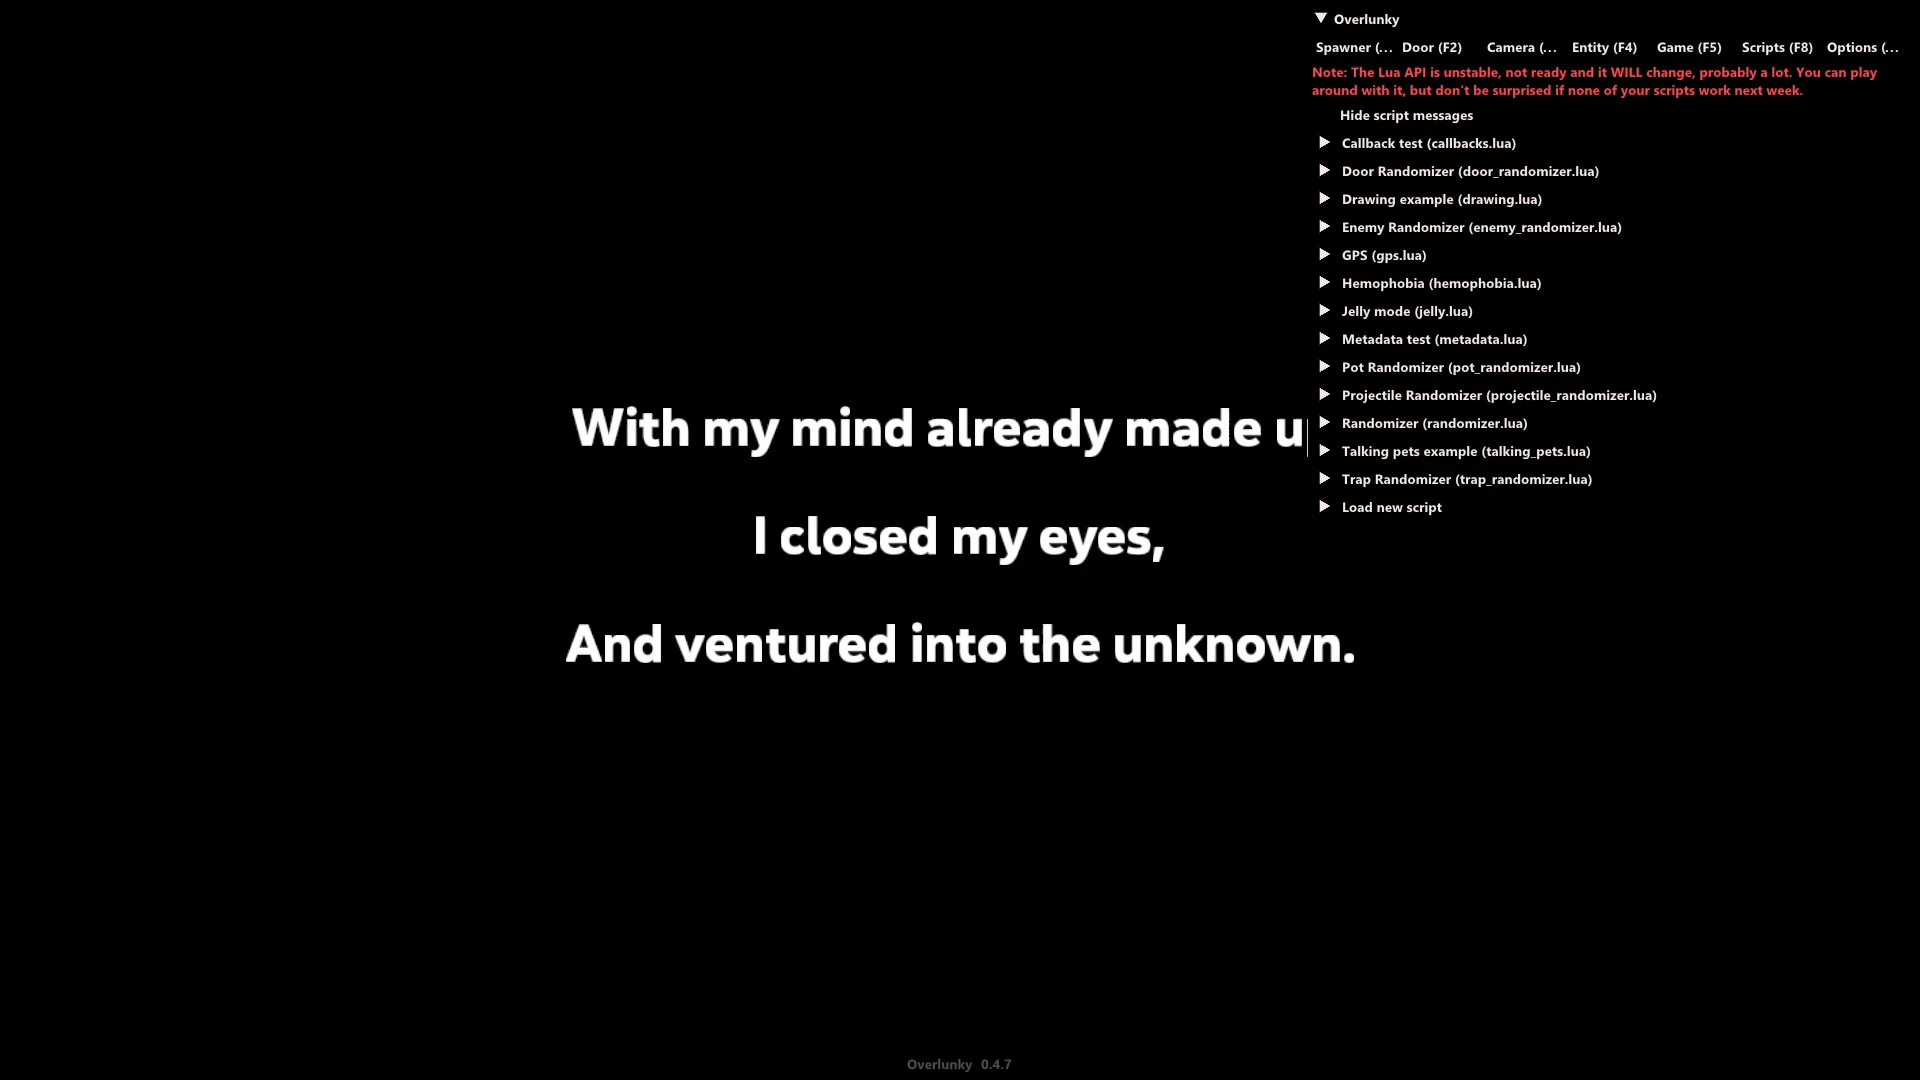 Overlunky
Spawner (... Door (F2) Camera (... Entity (F4) Game (F5) Scripts (F8) Options (...
Note: The Lua API is unstable, not ready and it WILL change, probably a lot. You can play
around with it, but don't be surprised if none of your scripts work next week.
Hide script messages
Callback test (callbacks.lua)
Door Randomizer (door_randomizer.lua)
Drawing example (drawing.lua)
Enemy Randomizer (enemy_randomizer.lua)
GPS (gps.lua)
Hemophobia (hemophobia.lua)
Jelly mode (jelly.lua)
Metadata test (metadata.lua)
Pot Randomizer (pot_randomizer.lua)
Projectile Randomizer (projectile_randomizer.lua)
Randomizer (randomizer.lua)
Talking pets example (talking_pets.lua)
Trap Randomizer (trap_randomizer.lua)
Load new script
With my mind already made u
I closed my eyes,
And ventured into the unknown.
Overlunky 0.4.7